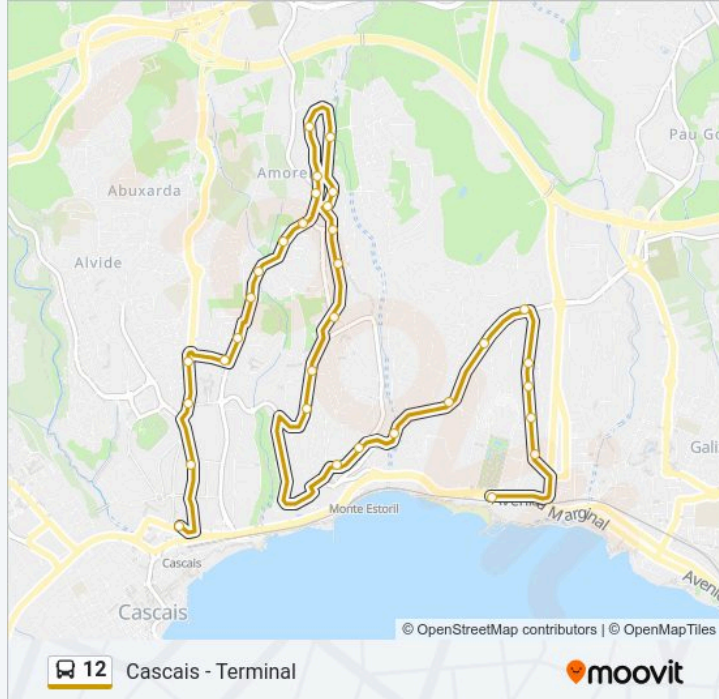 Pau Go
Amore
Abuxarda
Alvide
Gali
Avenida Marginal
Monte Estoril
Cascais
Cascais
Aveni
© OpenStreetMap contributors | © OpenMapTiles
12 Cascais - Terminal
moovit